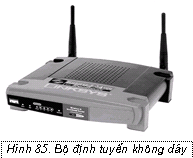 Hình 85. Bộ định tuyến không dây